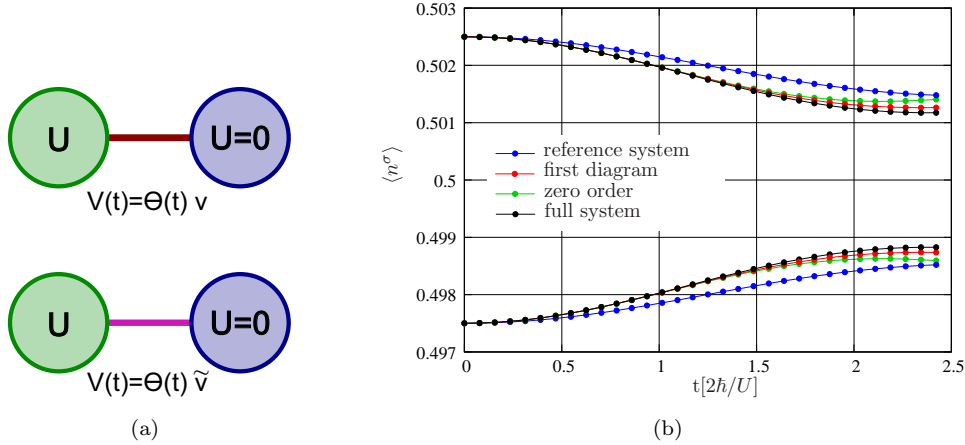 U
U=0
V(t)=Θ(t) v
U
U=0
V(t)=Θ(t) ṽ
(a)
0.503
0.502
0.501
0.5
0.499
0.498
0.497
⟨n^σ⟩
reference system
first diagram
zero order
full system
0
0.5
1
1.5
2
2.5
t[2ħ/U]
(b)